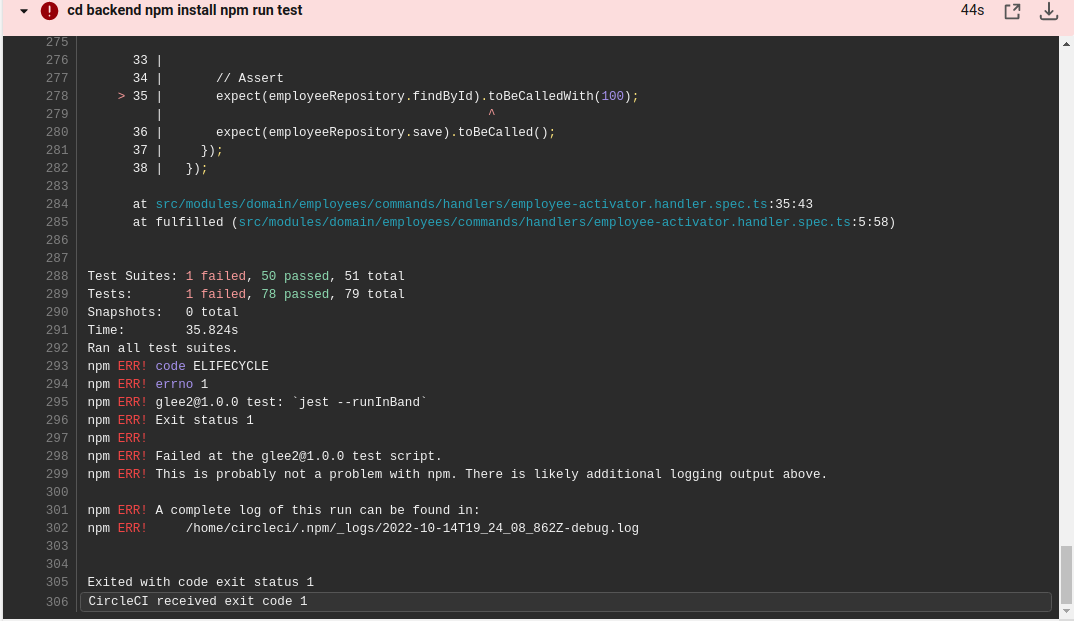 cd backend npm install npm run test
44s
275
276 33 |
277 34 | // Assert
278 > 35 | expect(employeeRepository.findById).toBeCalledWith(100);
279 | ^
280 36 | expect(employeeRepository.save).toBeCalled();
281 37 | });
282 38 | });
283
284 at src/modules/domain/employees/commands/handlers/employee-activator.handler.spec.ts:35:43
285 at fulfilled (src/modules/domain/employees/commands/handlers/employee-activator.handler.spec.ts:5:58)
286
287
288 Test Suites: 1 failed, 50 passed, 51 total
289 Tests: 1 failed, 78 passed, 79 total
290 Snapshots: 0 total
291 Time: 35.824s
292 Ran all test suites.
293 npm ERR! code ELIFECYCLE
294 npm ERR! errno 1
295 npm ERR! glee2@1.0.0 test: `jest --runInBand`
296 npm ERR! Exit status 1
297 npm ERR!
298 npm ERR! Failed at the glee2@1.0.0 test script.
299 npm ERR! This is probably not a problem with npm. There is likely additional logging output above.
300
301 npm ERR! A complete log of this run can be found in:
302 npm ERR! /home/circleci/.npm/_logs/2022-10-14T19_24_08_862Z-debug.log
303
304
305 Exited with code exit status 1
306 CircleCI received exit code 1